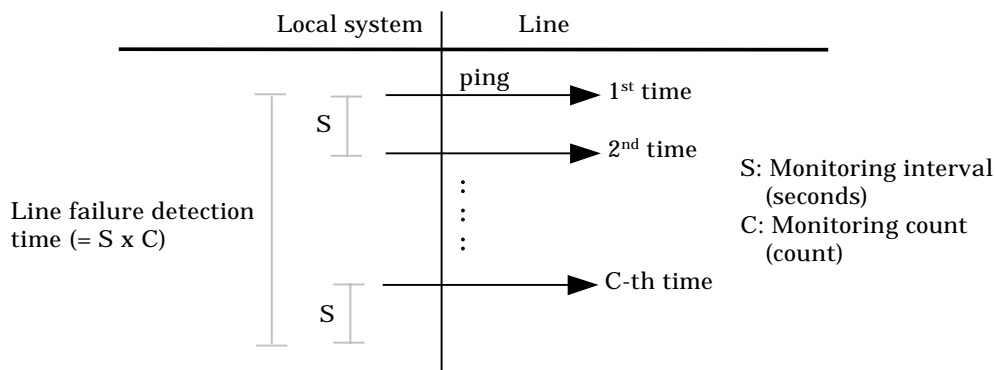 Local system
Line
ping
1st time
S
2nd time
S: Monitoring interval
(seconds)
C: Monitoring count
(count)
Line failure detection
time (= S x C)
C-th time
S